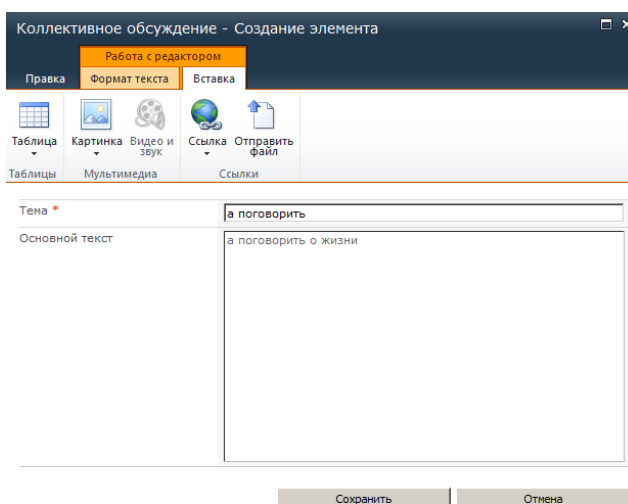 Коллективное обсуждение - Создание элемента
Работа с редактором
Правка Формат текста Вставка
Таблица Картинка Видео и звук Ссылка Отправить файл
Таблицы Мультимедиа Ссылки
Тема * а поговорить
Основной текст а поговорить о жизни
Сохранить Отмена